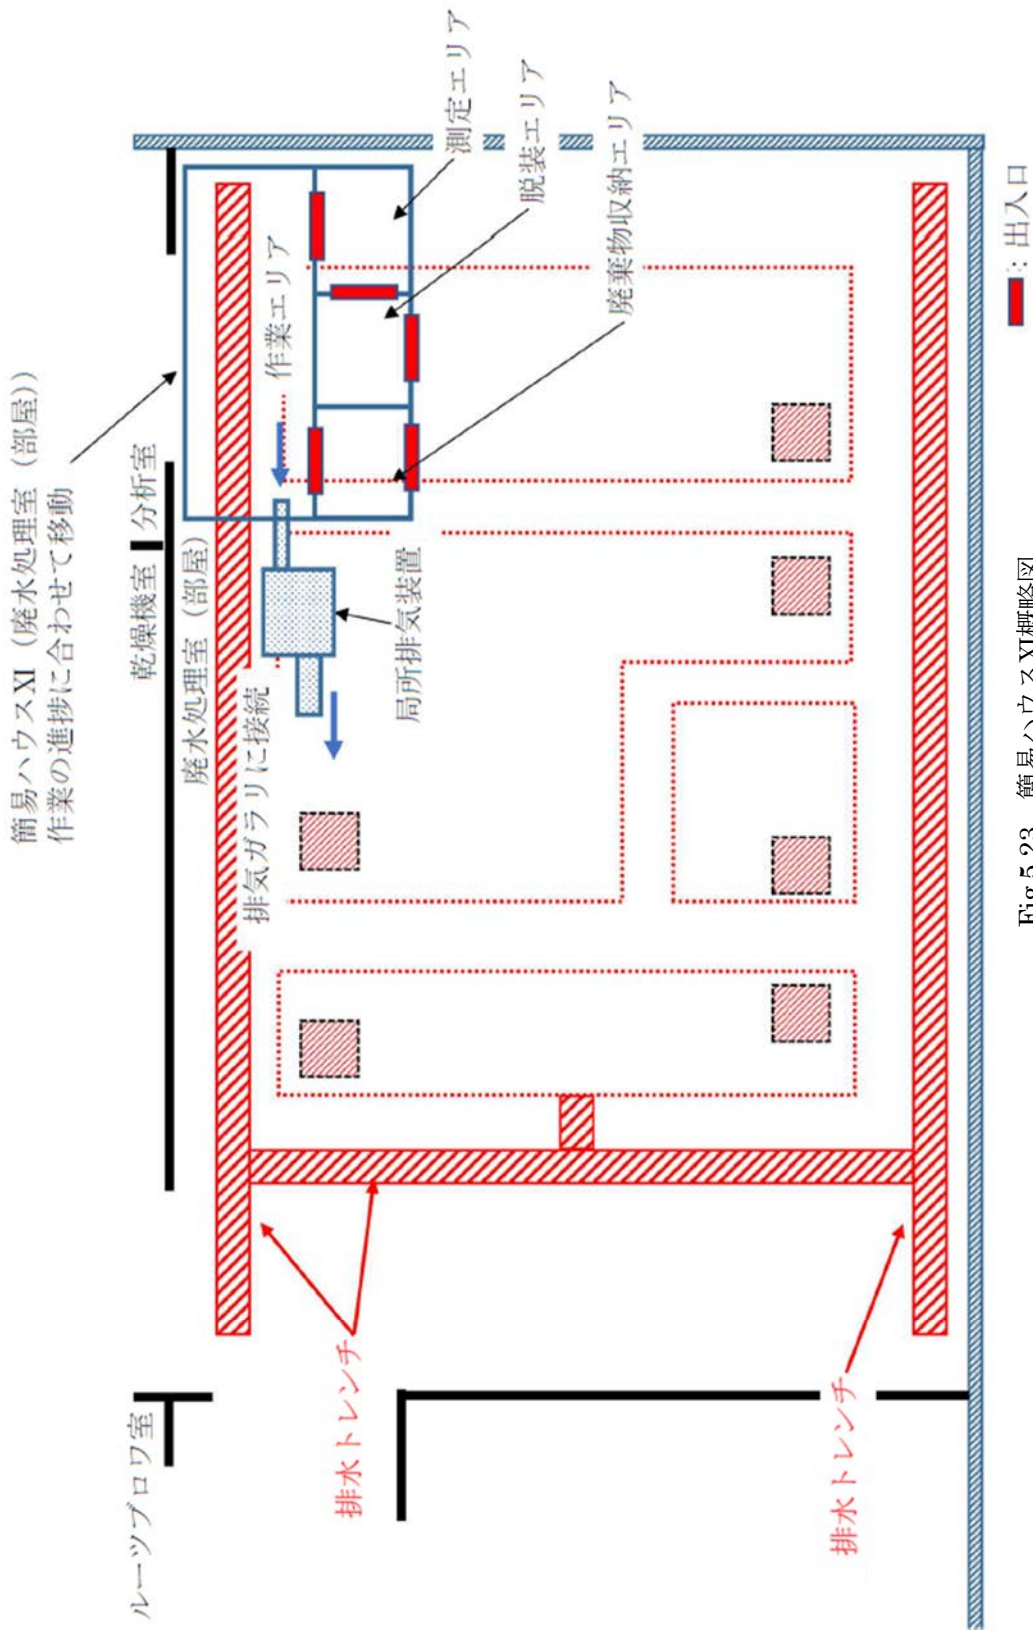 簡易ハウスXI（廃水処理室（部屋））
作業の進捗に合わせて移動
ルーツブロワ室
乾燥機室
分析室
廃水処理室（部屋）
排気ガラリに接続
作業エリア
排水トレンチ
局所排気装置
測定エリア
脱装エリア
廃棄物収納エリア
排水トレンチ
：出入口
Fig.5.23 簡易ハウスXI概略図